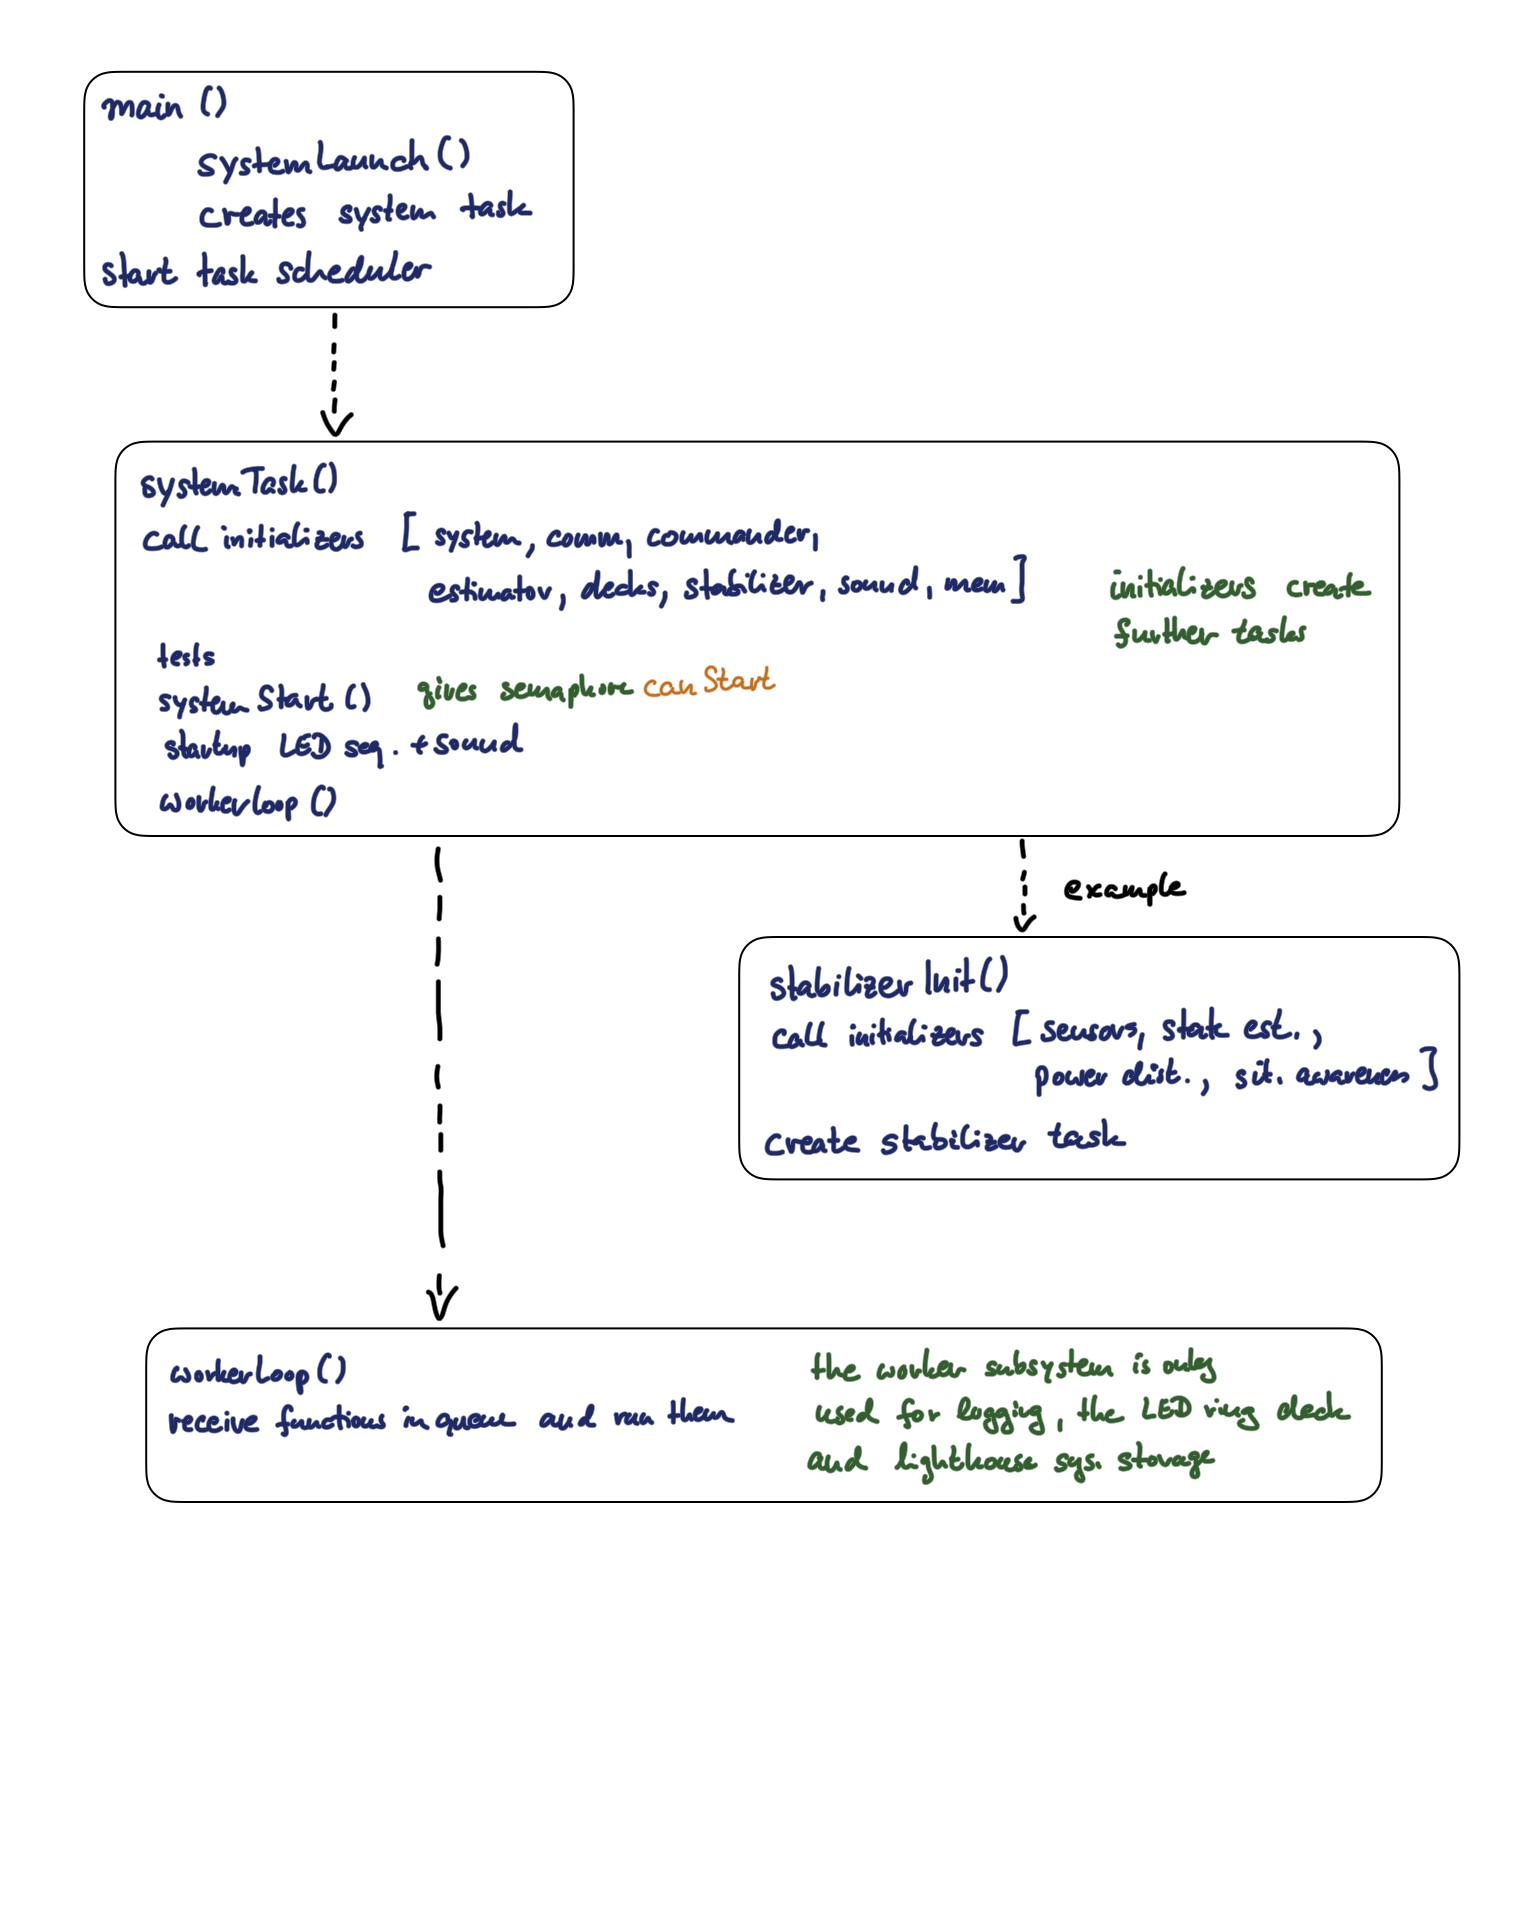 main ()
systemLaunch ()
creates system task
start task scheduler
systemTask ()
call initializers [ system, comm, commander,
estimator, decks, stabilizer, sound, mem ]
initializers create
further tasks
tests
systemStart () gives semaphore canStart
startup LED seq. + sound
workerloop ()
example
stabilizerInit ()
call initializers [ sensors, state est. ,
power dist. , sit. awareness ]
create stabilizer task
workerLoop ()
receive functions in queue and run them
the worker subsystem is only
used for logging, the LED ring deck
and lighthouse sys. storage